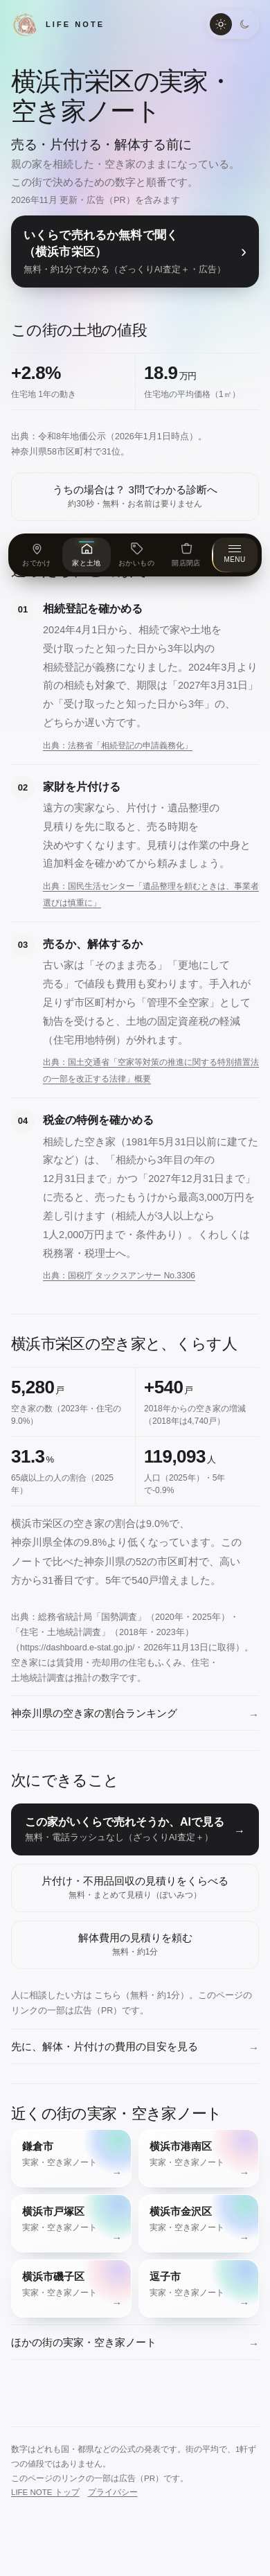 LIFE NOTE
横浜市栄区の実家・
空き家ノート
売る・片付ける・解体する前に
親の家を相続した・空き家のままになっている。
この街で決めるための数字と順番です。
2026年11月 更新・広告（PR）を含みます
いくらで売れるか無料で聞く
（横浜市栄区）
無料・約1分でわかる（ざっくりAI査定＋・広告）
›
この街の土地の値段
+2.8%
住宅地 1年の動き
18.9万円
住宅地の平均価格（1㎡）
出典：令和8年地価公示（2026年1月1日時点）。
神奈川県58市区町村で31位。
うちの場合は？ 3問でわかる診断へ
約30秒・無料・お名前は要りません
おでかけ
家と土地
おかいもの
開店閉店
MENU
01
相続登記を確かめる
2024年4月1日から、相続で家や土地を
受け取ったと知った日から3年以内の
相続登記が義務になりました。2024年3月より
前の相続も対象で、期限は「2027年3月31日」
か「受け取ったと知った日から3年」の、
どちらか遅い方です。
出典：法務省「相続登記の申請義務化」
02
家財を片付ける
遠方の実家なら、片付け・遺品整理の
見積りを先に取ると、売る時期を
決めやすくなります。見積りは作業の中身と
追加料金を確かめてから頼みましょう。
出典：国民生活センター「遺品整理を頼むときは、事業者
選びは慎重に」
03
売るか、解体するか
古い家は「そのまま売る」「更地にして
売る」で値段も費用も変わります。手入れが
足りず市区町村から「管理不全空家」として
勧告を受けると、土地の固定資産税の軽減
（住宅用地特例）が外れます。
出典：国土交通省「空家等対策の推進に関する特別措置法
の一部を改正する法律」概要
04
税金の特例を確かめる
相続した空き家（1981年5月31日以前に建てた
家など）は、「相続から3年目の年の
12月31日まで」かつ「2027年12月31日まで」
に売ると、売ったもうけから最高3,000万円を
差し引けます（相続人が3人以上なら
1人2,000万円まで・条件あり）。くわしくは
税務署・税理士へ。
出典：国税庁 タックスアンサー No.3306
横浜市栄区の空き家と、くらす人
5,280戸
空き家の数（2023年・住宅の
9.0%）
+540戸
2018年からの空き家の増減
（2018年は4,740戸）
31.3%
65歳以上の人の割合（2025
年）
119,093人
人口（2025年）・5年
で-0.9%
横浜市栄区の空き家の割合は9.0%で、
神奈川県全体の9.8%より低くなっています。この
ノートで比べた神奈川県の52の市区町村で、高い
方から31番目です。5年で540戸増えました。
出典：総務省統計局「国勢調査」（2020年・2025年）・
「住宅・土地統計調査」（2018年・2023年）
（https://dashboard.e-stat.go.jp/・2026年11月13日に取得）。
空き家には賃貸用・売却用の住宅もふくみ、住宅・
土地統計調査は推計の数字です。
神奈川県の空き家の割合ランキング →
次にできること
この家がいくらで売れそうか、AIで見る
無料・電話ラッシュなし（ざっくりAI査定＋）
→
片付け・不用品回収の見積りをくらべる
無料・まとめて見積り（ぽいみつ）
解体費用の見積りを頼む
無料・約1分
人に相談したい方は こちら（無料・約1分）。このページの
リンクの一部は広告（PR）です。
先に、解体・片付けの費用の目安を見る →
近くの街の実家・空き家ノート
鎌倉市
実家・空き家ノート
→
横浜市港南区
実家・空き家ノート
→
横浜市戸塚区
実家・空き家ノート
→
横浜市金沢区
実家・空き家ノート
→
横浜市磯子区
実家・空き家ノート
→
逗子市
実家・空き家ノート
→
ほかの街の実家・空き家ノート →
数字はどれも国・都県などの公式の発表です。街の平均で、1軒ず
つの値段ではありません。
このページのリンクの一部は広告（PR）です。
LIFE NOTE トップ プライバシー